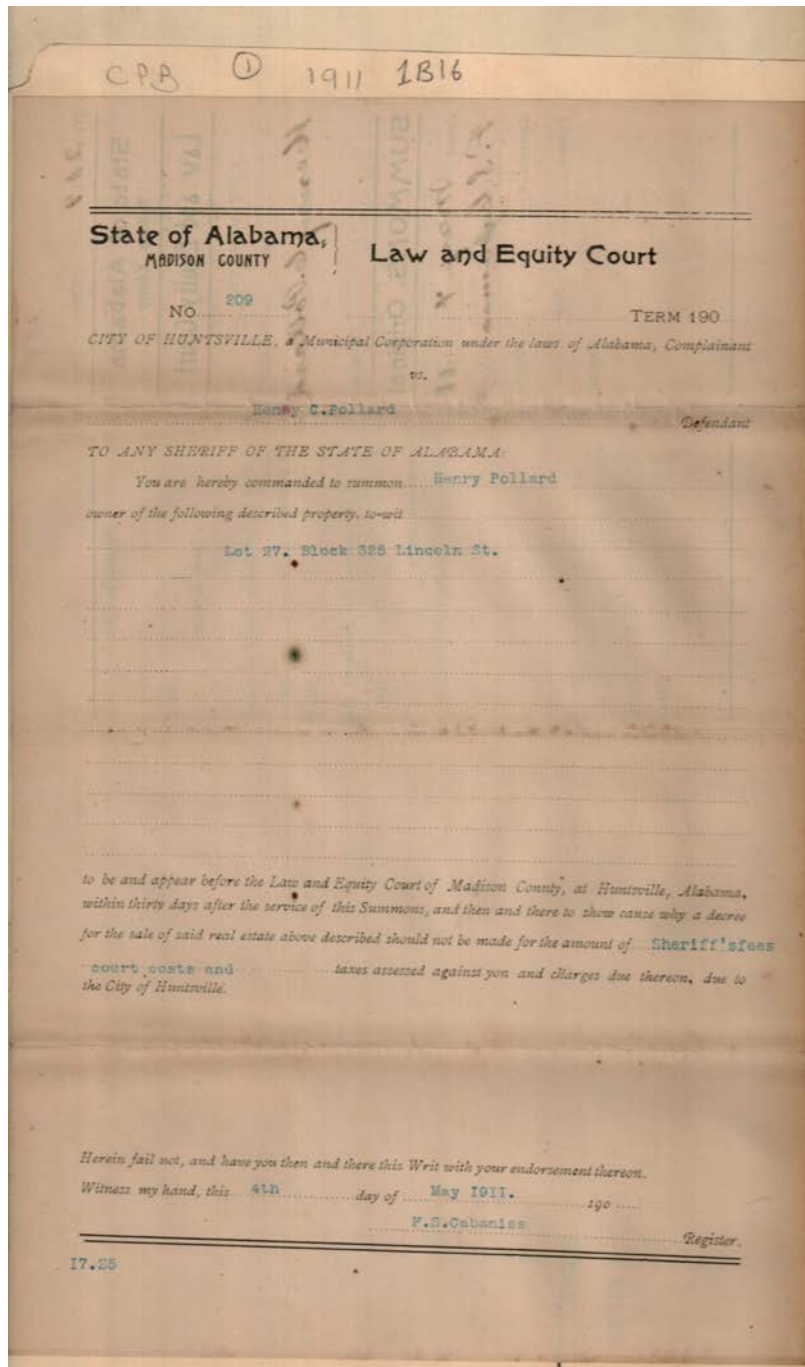 CPB ① 1911 1B16
State of Alabama,
MADISON COUNTY
Law and Equity Court
No. 209
TERM 190
CITY OF HUNTSVILLE, a Municipal Corporation under the laws of Alabama, Complainant
vs.
Henry C.Pollard Defendant
TO ANY SHERIFF OF THE STATE OF ALABAMA:
You are hereby commanded to summon Henry Pollard
owner of the following described property, to-wit
Lot 27. Block 325 Lincoln St.
to be and appear before the Law and Equity Court of Madison County, at Huntsville, Alabama,
within thirty days after the service of this Summons, and then and there to show cause why a decree
for the sale of said real estate above described should not be made for the amount of Sheriff'sfees
court costs and taxes assessed against you and charges due thereon, due to
the City of Huntsville.
Herein fail not, and have you then and there this Writ with your endorsement thereon.
Witness my hand, this 4th day of May I9II. 190
F.S.Cabaniss Register.
I7.25